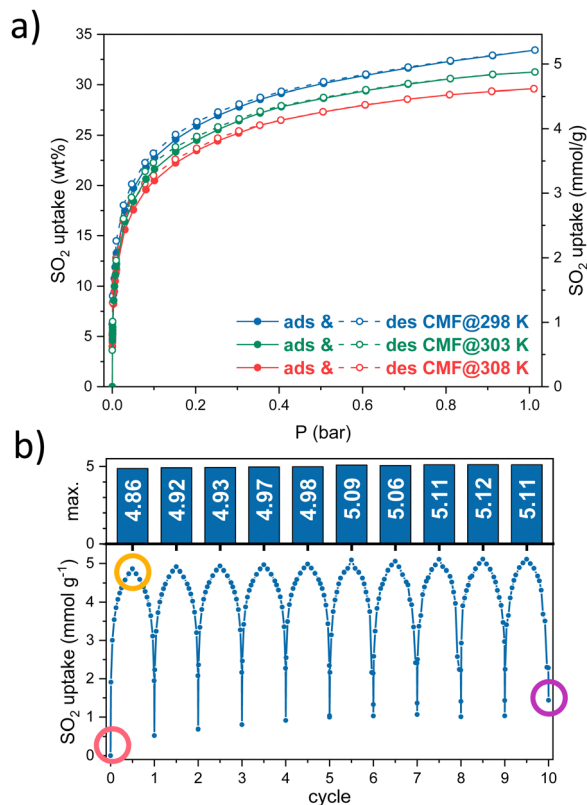 a)
35
30
25
20
15
10
5
0
SO₂ uptake (wt%)
5
4
3
2
1
0
SO₂ uptake (mmol/g)
ads & des CMF@298 K
ads & des CMF@303 K
ads & des CMF@308 K
0.0 0.2 0.4 0.6 0.8 1.0
P (bar)
b)
max.
5
0
4.86 4.92 4.93 4.97 4.98 5.09 5.06 5.11 5.12 5.11
SO₂ uptake (mmol g⁻¹)
5
4
3
2
1
0
0 1 2 3 4 5 6 7 8 9 10
cycle